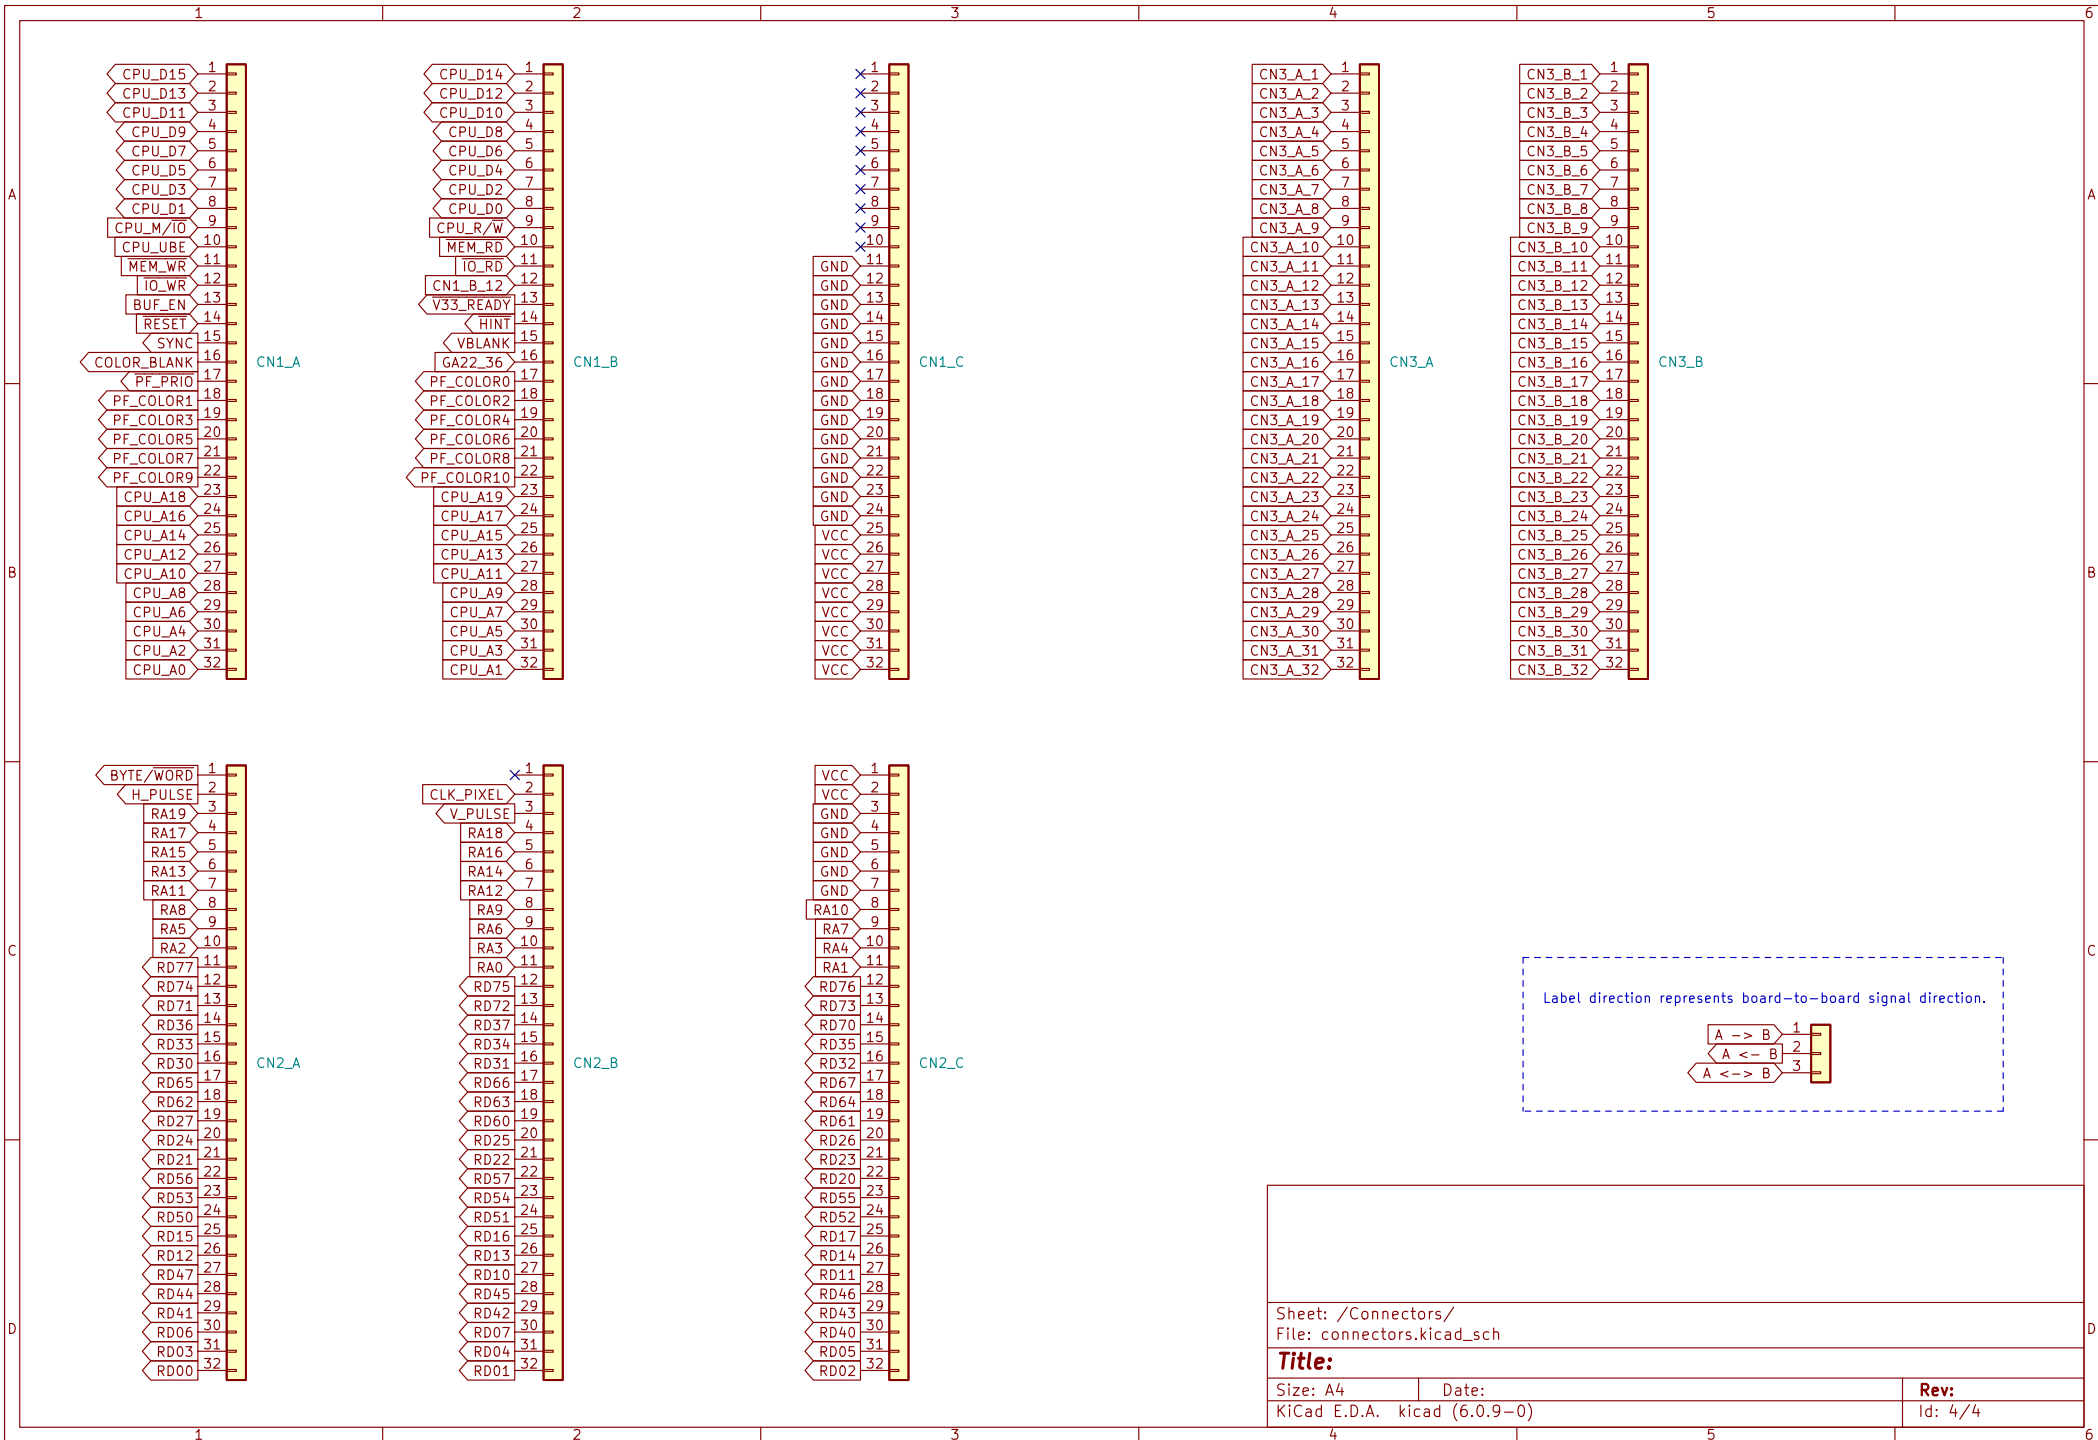 1 2 3 4 5 6
A
B
C
D
CPU_D15 1
CPU_D13 2
CPU_D11 3
CPU_D9 4
CPU_D7 5
CPU_D5 6
CPU_D3 7
CPU_D1 8
CPU_M/IO 9
CPU_UBE 10
MEM_WR 11
IO_WR 12
BUF_EN 13
RESET 14
SYNC 15
COLOR_BLANK 16
PF_PRIO 17
PF_COLOR1 18
PF_COLOR3 19
PF_COLOR5 20
PF_COLOR7 21
PF_COLOR9 22
CPU_A18 23
CPU_A16 24
CPU_A14 25
CPU_A12 26
CPU_A10 27
CPU_A8 28
CPU_A6 29
CPU_A4 30
CPU_A2 31
CPU_A0 32
CN1_A
CPU_D14 1
CPU_D12 2
CPU_D10 3
CPU_D8 4
CPU_D6 5
CPU_D4 6
CPU_D2 7
CPU_D0 8
CPU_R/W 9
MEM_RD 10
IO_RD 11
CN1_B_12 12
V33_READY 13
HINT 14
VBLANK 15
GA22_36 16
PF_COLOR0 17
PF_COLOR2 18
PF_COLOR4 19
PF_COLOR6 20
PF_COLOR8 21
PF_COLOR10 22
CPU_A19 23
CPU_A17 24
CPU_A15 25
CPU_A13 26
CPU_A11 27
CPU_A9 28
CPU_A7 29
CPU_A5 30
CPU_A3 31
CPU_A1 32
CN1_B
1
2
3
4
5
6
7
8
9
10
GND 11
GND 12
GND 13
GND 14
GND 15
GND 16
GND 17
GND 18
GND 19
GND 20
GND 21
GND 22
GND 23
GND 24
VCC 25
VCC 26
VCC 27
VCC 28
VCC 29
VCC 30
VCC 31
VCC 32
CN1_C
CN3_A_1 1
CN3_A_2 2
CN3_A_3 3
CN3_A_4 4
CN3_A_5 5
CN3_A_6 6
CN3_A_7 7
CN3_A_8 8
CN3_A_9 9
CN3_A_10 10
CN3_A_11 11
CN3_A_12 12
CN3_A_13 13
CN3_A_14 14
CN3_A_15 15
CN3_A_16 16
CN3_A_17 17
CN3_A_18 18
CN3_A_19 19
CN3_A_20 20
CN3_A_21 21
CN3_A_22 22
CN3_A_23 23
CN3_A_24 24
CN3_A_25 25
CN3_A_26 26
CN3_A_27 27
CN3_A_28 28
CN3_A_29 29
CN3_A_30 30
CN3_A_31 31
CN3_A_32 32
CN3_A
CN3_B_1 1
CN3_B_2 2
CN3_B_3 3
CN3_B_4 4
CN3_B_5 5
CN3_B_6 6
CN3_B_7 7
CN3_B_8 8
CN3_B_9 9
CN3_B_10 10
CN3_B_11 11
CN3_B_12 12
CN3_B_13 13
CN3_B_14 14
CN3_B_15 15
CN3_B_16 16
CN3_B_17 17
CN3_B_18 18
CN3_B_19 19
CN3_B_20 20
CN3_B_21 21
CN3_B_22 22
CN3_B_23 23
CN3_B_24 24
CN3_B_25 25
CN3_B_26 26
CN3_B_27 27
CN3_B_28 28
CN3_B_29 29
CN3_B_30 30
CN3_B_31 31
CN3_B_32 32
CN3_B
BYTE/WORD 1
H_PULSE 2
RA19 3
RA17 4
RA15 5
RA13 6
RA11 7
RA8 8
RA5 9
RA2 10
RD77 11
RD74 12
RD71 13
RD36 14
RD33 15
RD30 16
RD65 17
RD62 18
RD27 19
RD24 20
RD21 21
RD56 22
RD53 23
RD50 24
RD15 25
RD12 26
RD47 27
RD44 28
RD41 29
RD06 30
RD03 31
RD00 32
CN2_A
1
CLK_PIXEL 2
V_PULSE 3
RA18 4
RA16 5
RA14 6
RA12 7
RA9 8
RA6 9
RA3 10
RA0 11
RD75 12
RD72 13
RD37 14
RD34 15
RD31 16
RD66 17
RD63 18
RD60 19
RD25 20
RD22 21
RD57 22
RD54 23
RD51 24
RD16 25
RD13 26
RD10 27
RD45 28
RD42 29
RD07 30
RD04 31
RD01 32
CN2_B
VCC 1
VCC 2
GND 3
GND 4
GND 5
GND 6
GND 7
RA10 8
RA7 9
RA4 10
RA1 11
RD76 12
RD73 13
RD70 14
RD35 15
RD32 16
RD67 17
RD64 18
RD61 19
RD26 20
RD23 21
RD20 22
RD55 23
RD52 24
RD17 25
RD14 26
RD11 27
RD46 28
RD43 29
RD40 30
RD05 31
RD02 32
CN2_C
Label direction represents board-to-board signal direction.
A -> B 1
A <- B 2
A <-> B 3
A
B
C
D
Sheet: /Connectors/
File: connectors.kicad_sch
Title:
Size: A4 Date: Rev:
KiCad E.D.A. kicad (6.0.9-0) Id: 4/4
1 2 3 4 5 6